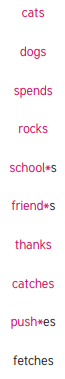 cats
dogs
spends
rocks
school*s
friend*s
thanks
catches
push*es
fetches